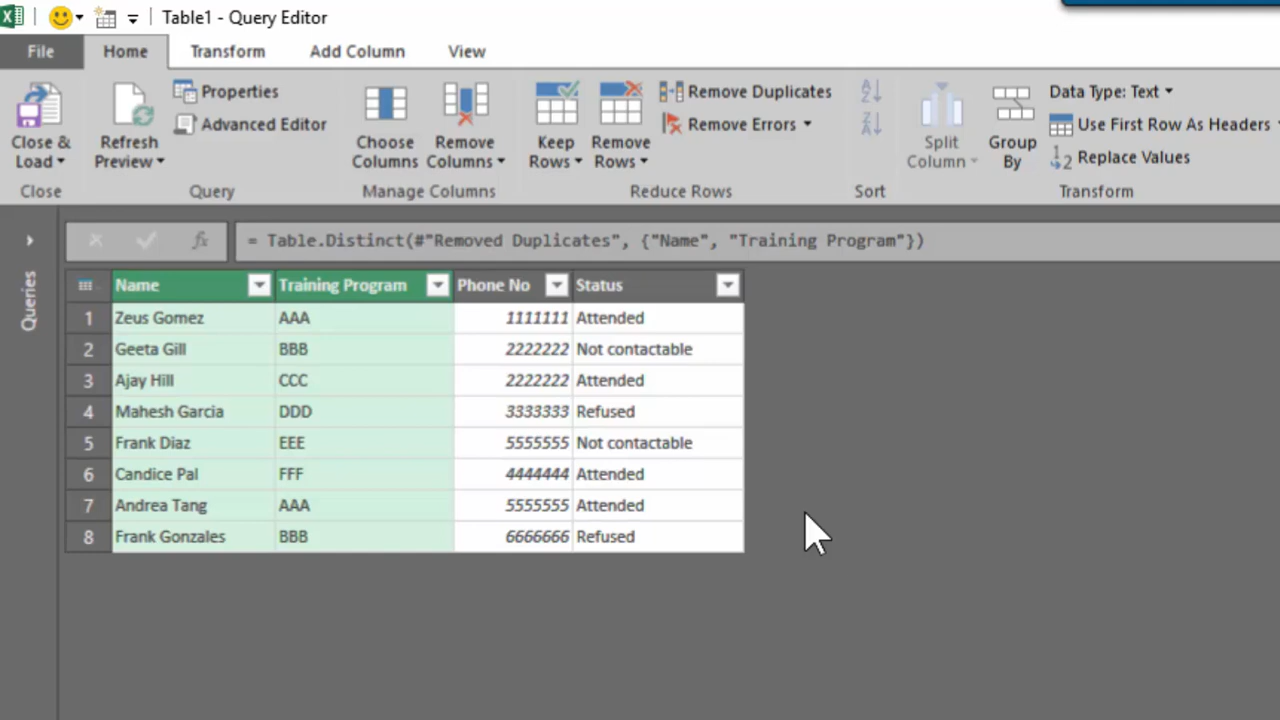 Table1 - Query Editor
File Home Transform Add Column View
Close & Load
Refresh Preview
Properties
Advanced Editor
Choose Columns
Remove Columns
Keep Rows
Remove Rows
Remove Duplicates
Remove Errors
Split Column
Group By
Data Type: Text
Use First Row As Headers
Replace Values
Close Query Manage Columns Reduce Rows Sort Transform
fx = Table.Distinct(#"Removed Duplicates", {"Name", "Training Program"})
Queries
Name Training Program Phone No Status
1 Zeus Gomez AAA 1111111 Attended
2 Geeta Gill BBB 2222222 Not contactable
3 Ajay Hill CCC 2222222 Attended
4 Mahesh Garcia DDD 3333333 Refused
5 Frank Diaz EEE 5555555 Not contactable
6 Candice Pal FFF 4444444 Attended
7 Andrea Tang AAA 5555555 Attended
8 Frank Gonzales BBB 6666666 Refused